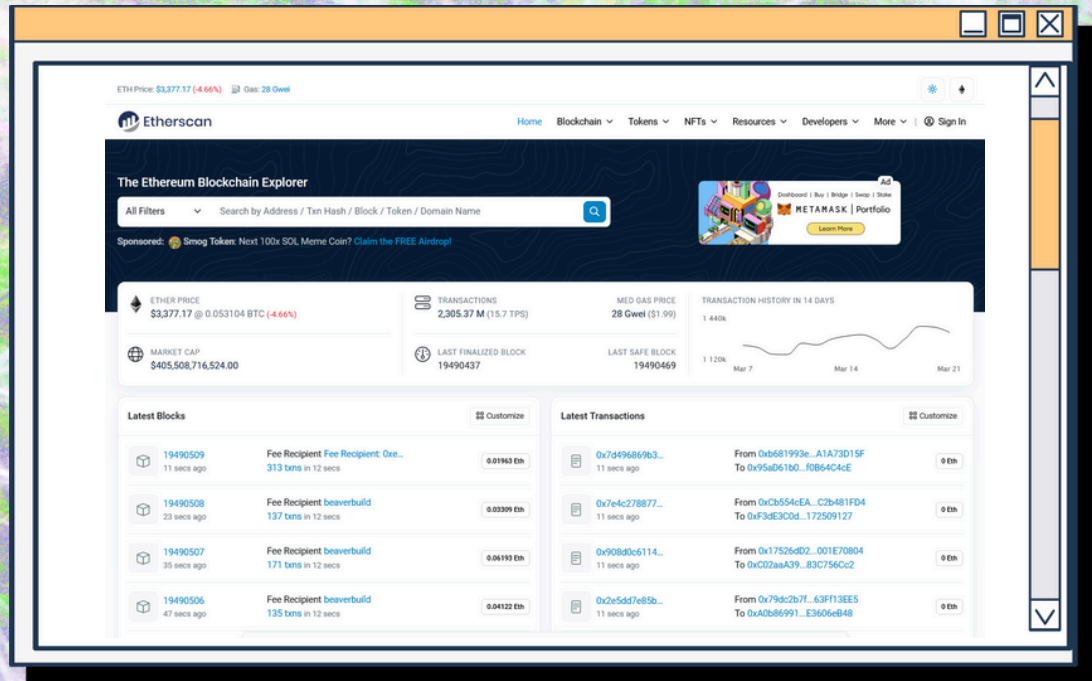 ETH Price: $3,377.17 (-4.66%) Gas: 28 Gwei
Etherscan
Home Blockchain Tokens NFTs Resources Developers More | Sign In
The Ethereum Blockchain Explorer
All Filters Search by Address / Txn Hash / Block / Token / Domain Name
Sponsored: Smog Token: Next 100x SOL Meme Coin? Claim the FREE Airdrop!
Ad
Dashboard | Buy | Bridge | Swap | Stake
METAMASK | Portfolio
Learn More
ETHER PRICE
$3,377.17 @ 0.053104 BTC (-4.66%)
MARKET CAP
$405,508,716,524.00
TRANSACTIONS
2,305.37 M (15.7 TPS)
MED GAS PRICE
28 Gwei ($1.99)
LAST FINALIZED BLOCK
19490437
LAST SAFE BLOCK
19490469
TRANSACTION HISTORY IN 14 DAYS
1 440k
1 120k
Mar 7 Mar 14 Mar 21
Latest Blocks Customize
19490509 Fee Recipient Fee Recipient: 0xe... 0.01963 Eth
11 secs ago 313 txns in 12 secs
19490508 Fee Recipient beaverbuild 0.03309 Eth
23 secs ago 137 txns in 12 secs
19490507 Fee Recipient beaverbuild 0.06193 Eth
35 secs ago 171 txns in 12 secs
19490506 Fee Recipient beaverbuild 0.04122 Eth
47 secs ago 135 txns in 12 secs
Latest Transactions Customize
0x7d496869b3... From 0xb681993e...A1A73D15F 0 Eth
11 secs ago To 0x95aD61b0...f0B64C4cE
0x7e4c278877... From 0xCb554cEA...C2b481FD4 0 Eth
11 secs ago To 0xF3dE3C0d...172509127
0x908d0c6114... From 0x17526dD2...001E70804 0 Eth
11 secs ago To 0xC02aaA39...83C756Cc2
0x2e5dd7e85b... From 0x79dc2b7f...63Ff13EE5 0 Eth
11 secs ago To 0xA0b86991...E3606eB48